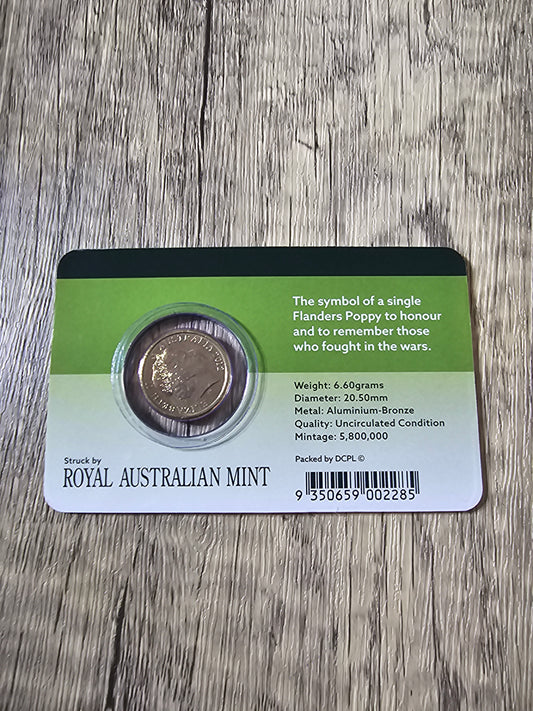 The symbol of a single
Flanders Poppy to honour
and to remember those
who fought in the wars.
Weight: 6.60grams
Diameter: 20.50mm
Metal: Aluminium-Bronze
Quality: Uncirculated Condition
Mintage: 5,800,000
Struck by
ROYAL AUSTRALIAN MINT
Packed by DCPL ©
9 350659 002285
AUSTRALIA 2012